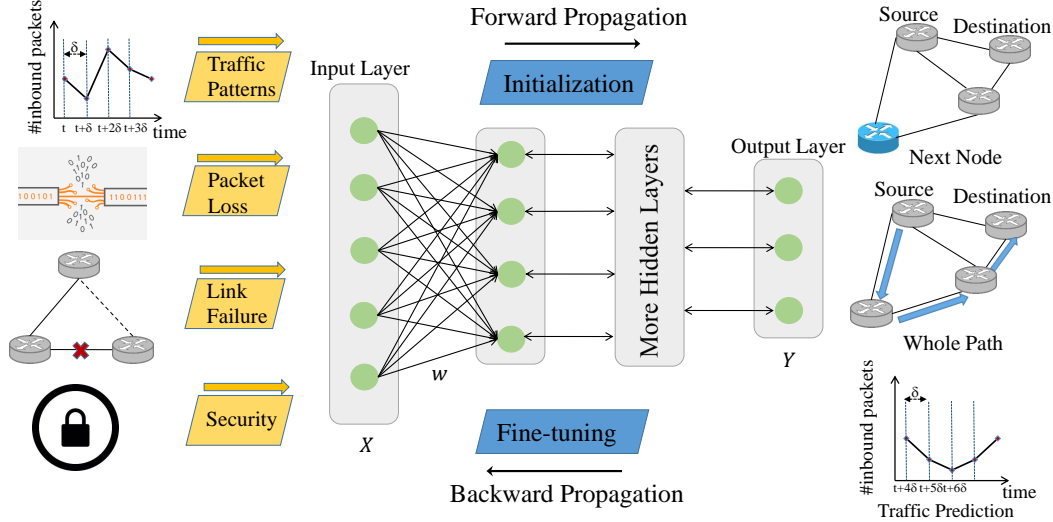 #inbound packets
δ
t
t+δ
t+2δ
t+3δ
time
Traffic
Patterns
Packet
Loss
100101
1100111
Link
Failure
Security
Input Layer
X
w
Forward Propagation
Initialization
More Hidden Layers
Fine-tuning
Backward Propagation
Output Layer
Y
Source
Destination
Next Node
Source
Destination
Whole Path
#inbound packets
δ
t+4δ
t+5δ
t+6δ
time
Traffic Prediction